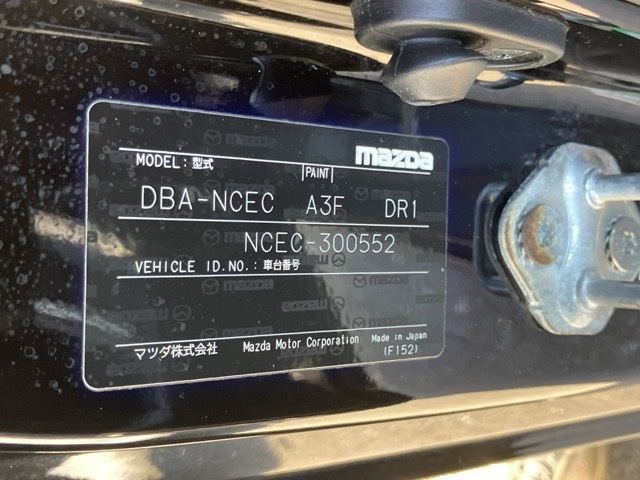 mazda
MODEL: 型式 PAINT
DBA-NCEC A3F DR1
NCEC-300552
VEHICLE ID.NO.: 車台番号
マツダ株式会社 Mazda Motor Corporation Made in Japan
(F152)